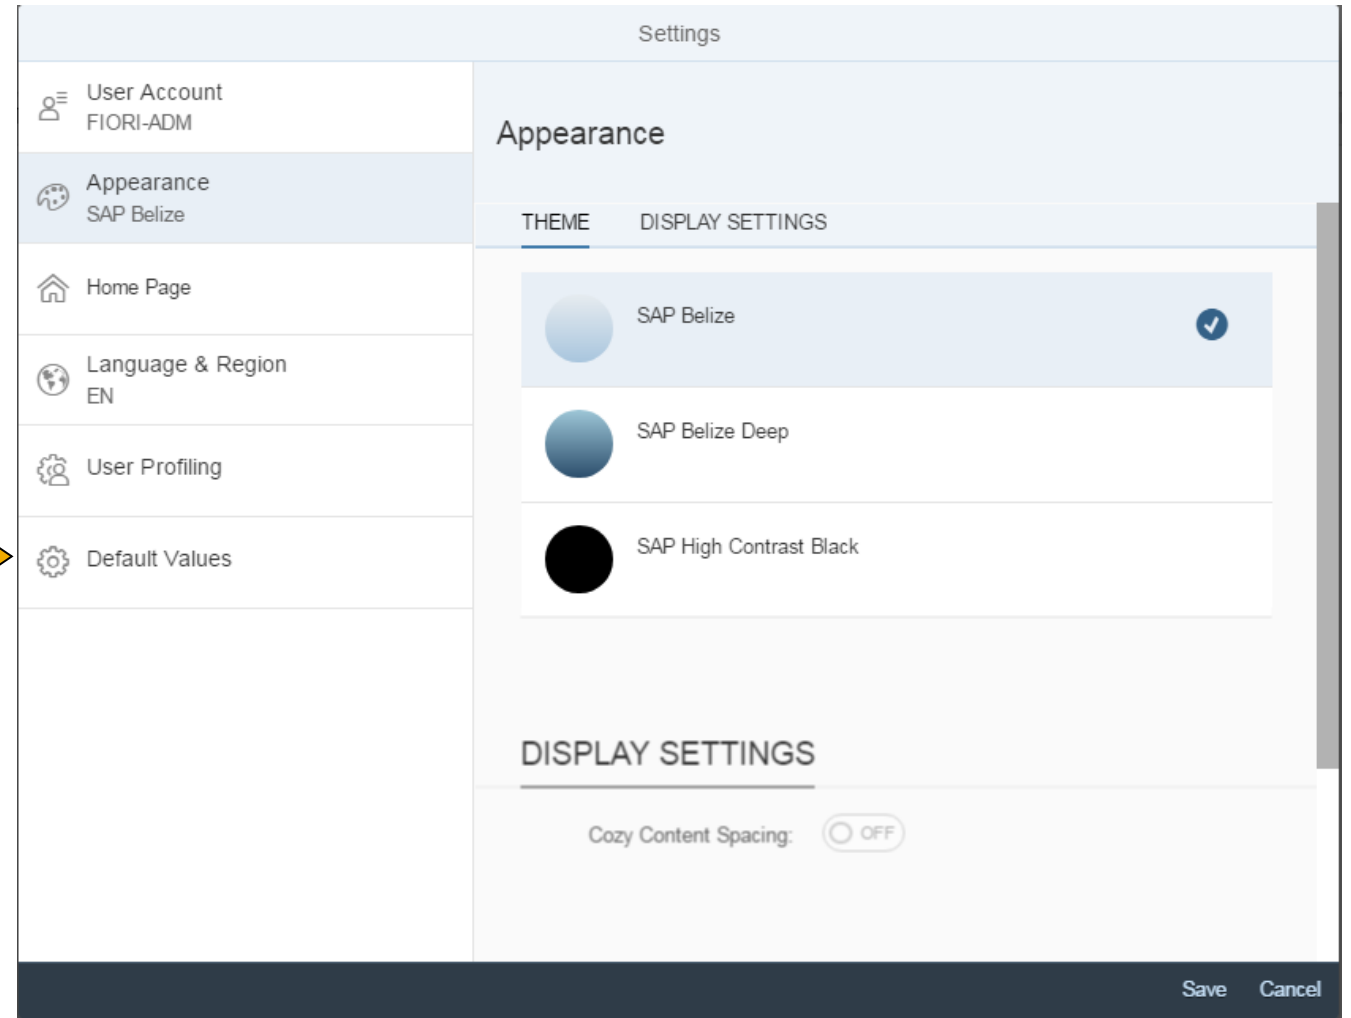 Settings
User Account
FIORI-ADM
Appearance
SAP Belize
Home Page
Language & Region
EN
User Profiling
Default Values
Appearance
THEME
DISPLAY SETTINGS
SAP Belize
SAP Belize Deep
SAP High Contrast Black
DISPLAY SETTINGS
Cozy Content Spacing:
OFF
Save
Cancel